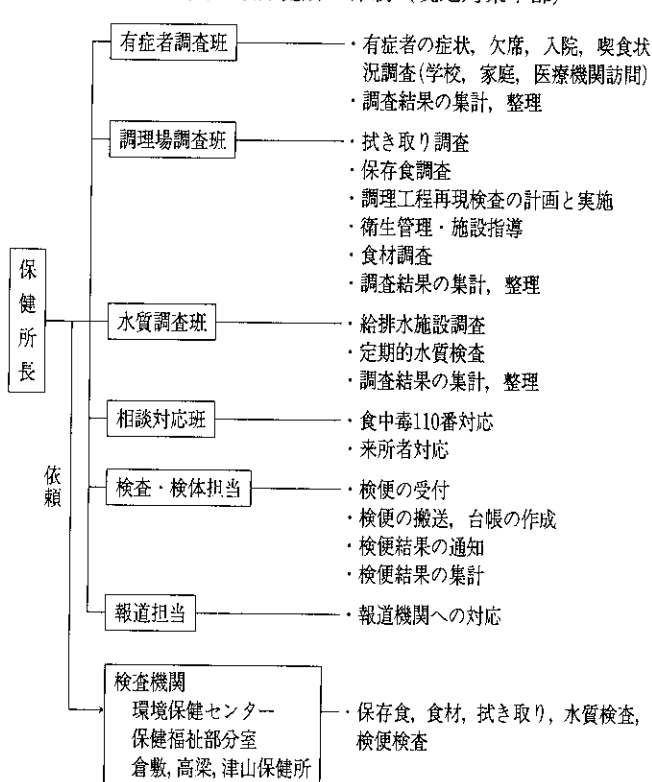 有症者調査班
・有症者の症状，欠席，入院，喫食状
況調査(学校，家庭，医療機関訪問)
・調査結果の集計，整理
調理場調査班
・拭き取り調査
・保存食調査
・調理工程再現検査の計画と実施
・衛生管理・施設指導
・食材調査
・調査結果の集計，整理
保健所長
水質調査班
・給排水施設調査
・定期的水質検査
・調査結果の集計，整理
相談対応班
・食中毒110番対応
・来所者対応
依頼
検査・検体担当
・検便の受付
・検便の搬送，台帳の作成
・検便結果の通知
・検便結果の集計
報道担当
・報道機関への対応
検査機関
環境保健センター
保健福祉部分室
倉敷，高梁，津山保健所
・保存食，食材，拭き取り，水質検査，
検便検査